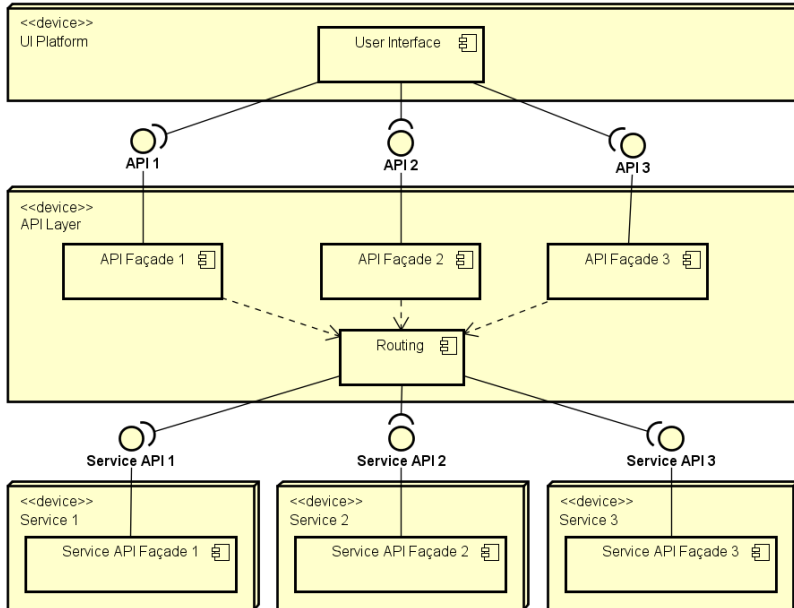 <<device>>
UI Platform
User Interface
API 1
API 2
API 3
<<device>>
API Layer
API Façade 1
API Façade 2
API Façade 3
Routing
Service API 1
Service API 2
Service API 3
<<device>>
Service 1
Service API Façade 1
<<device>>
Service 2
Service API Façade 2
<<device>>
Service 3
Service API Façade 3